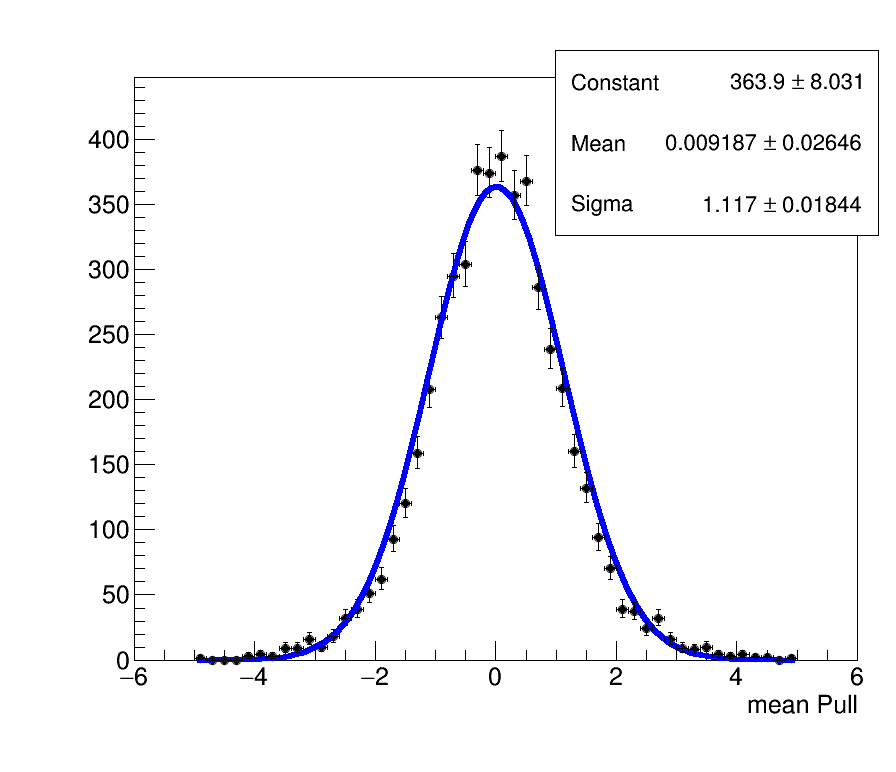 Constant 363.9 ± 8.031
Mean 0.009187 ± 0.02646
Sigma 1.117 ± 0.01844
400
350
300
250
200
150
100
50
0
−6 −4 −2 0 2 4 6
mean Pull